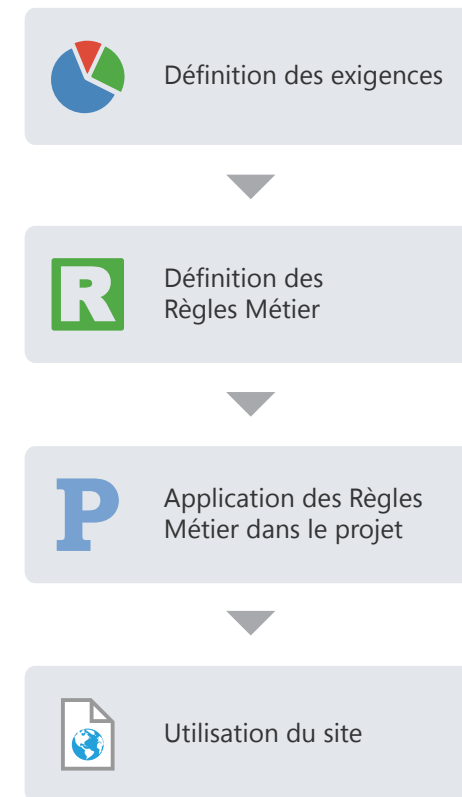 Définition des exigences
R
Définition des
Règles Métier
P
Application des Règles
Métier dans le projet
Utilisation du site